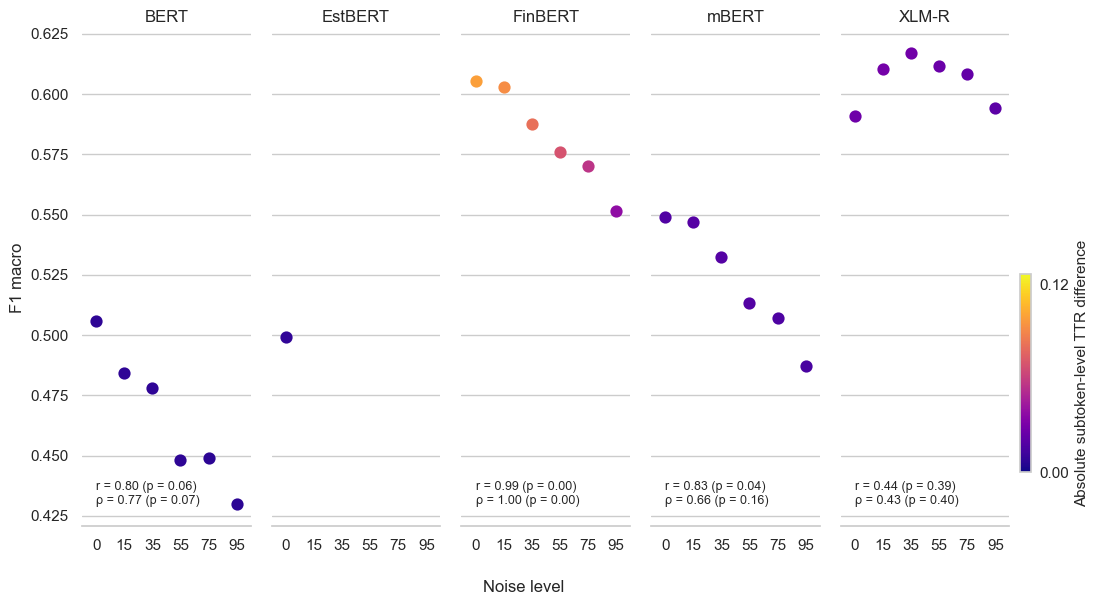 BERT EstBERT FinBERT mBERT XLM-R
0.625
0.600
0.575
0.550
0.525
0.500
0.475
0.450
0.425
F1 macro
r = 0.80 (p = 0.06)
ρ = 0.77 (p = 0.07)
r = 0.99 (p = 0.00)
ρ = 1.00 (p = 0.00)
r = 0.83 (p = 0.04)
ρ = 0.66 (p = 0.16)
r = 0.44 (p = 0.39)
ρ = 0.43 (p = 0.40)
0 15 35 55 75 95
0 15 35 55 75 95
0 15 35 55 75 95
0 15 35 55 75 95
0 15 35 55 75 95
Noise level
0.12
0.00
Absolute subtoken-level TTR difference